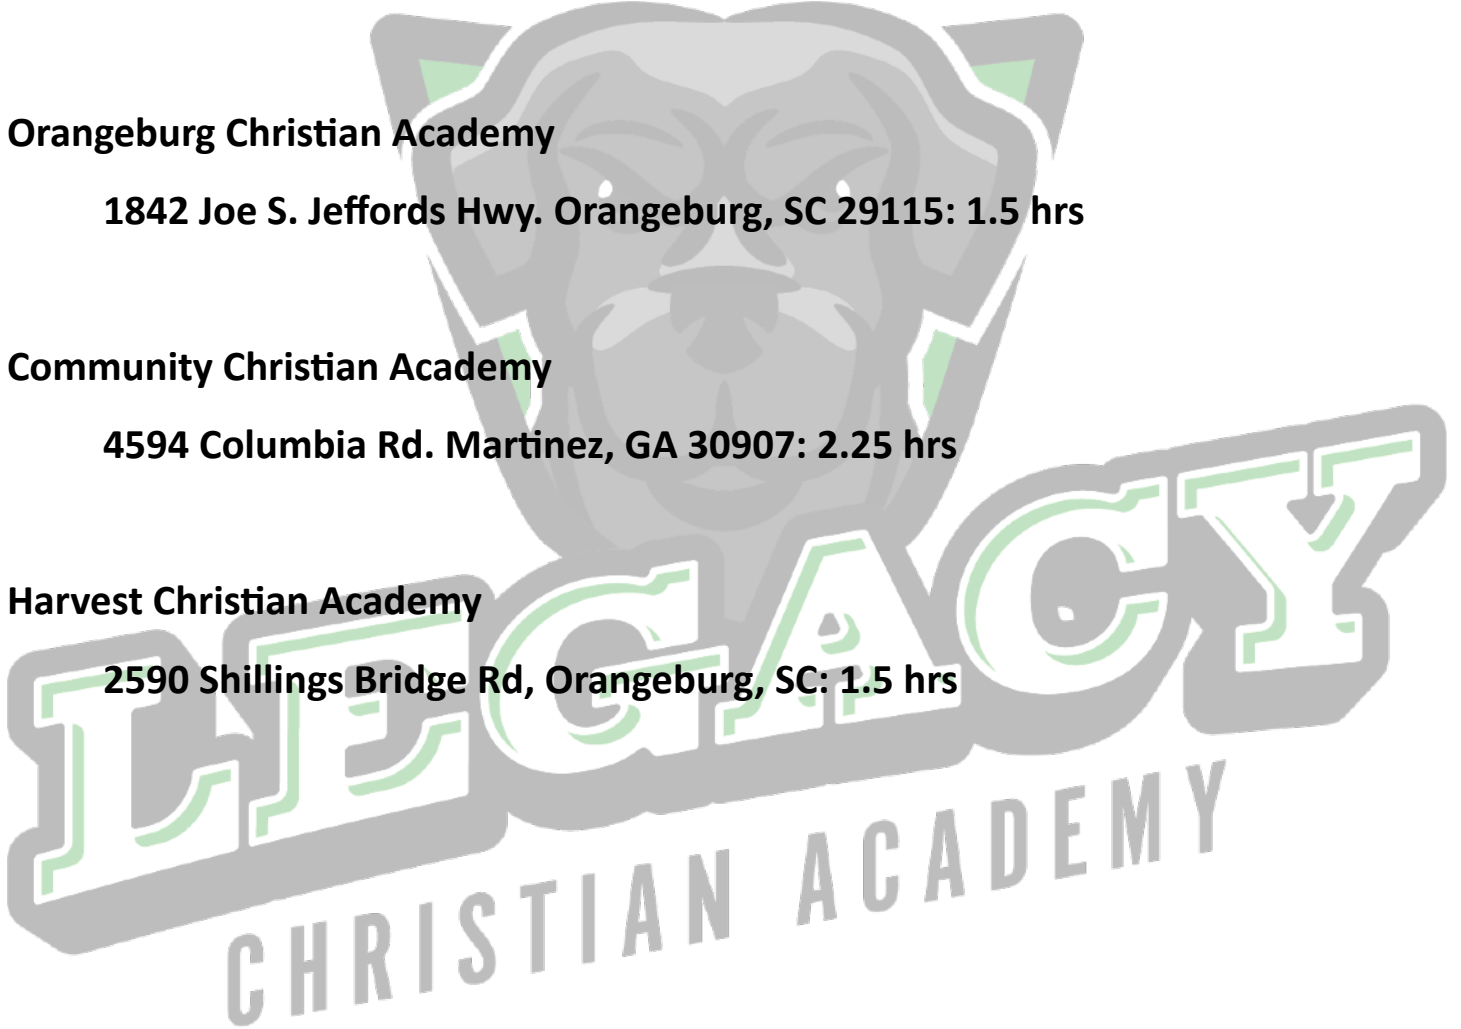 Orangeburg Christian Academy
1842 Joe S. Jeffords Hwy. Orangeburg, SC 29115: 1.5 hrs
Community Christian Academy
4594 Columbia Rd. Martinez, GA 30907: 2.25 hrs
Harvest Christian Academy
2590 Shillings Bridge Rd, Orangeburg, SC: 1.5 hrs
LEGACY
CHRISTIAN ACADEMY